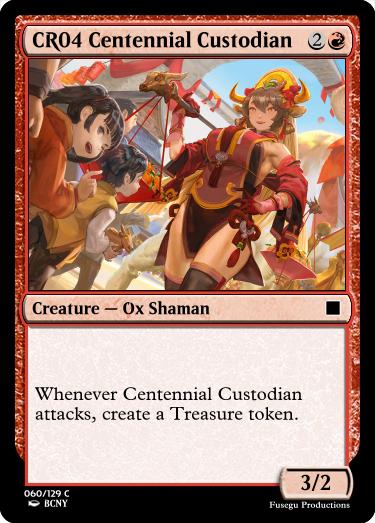 CR04 Centennial Custodian 2
Creature — Ox Shaman
Whenever Centennial Custodian
attacks, create a Treasure token.
3/2
060/129 C
BCNY
Fusegu Productions